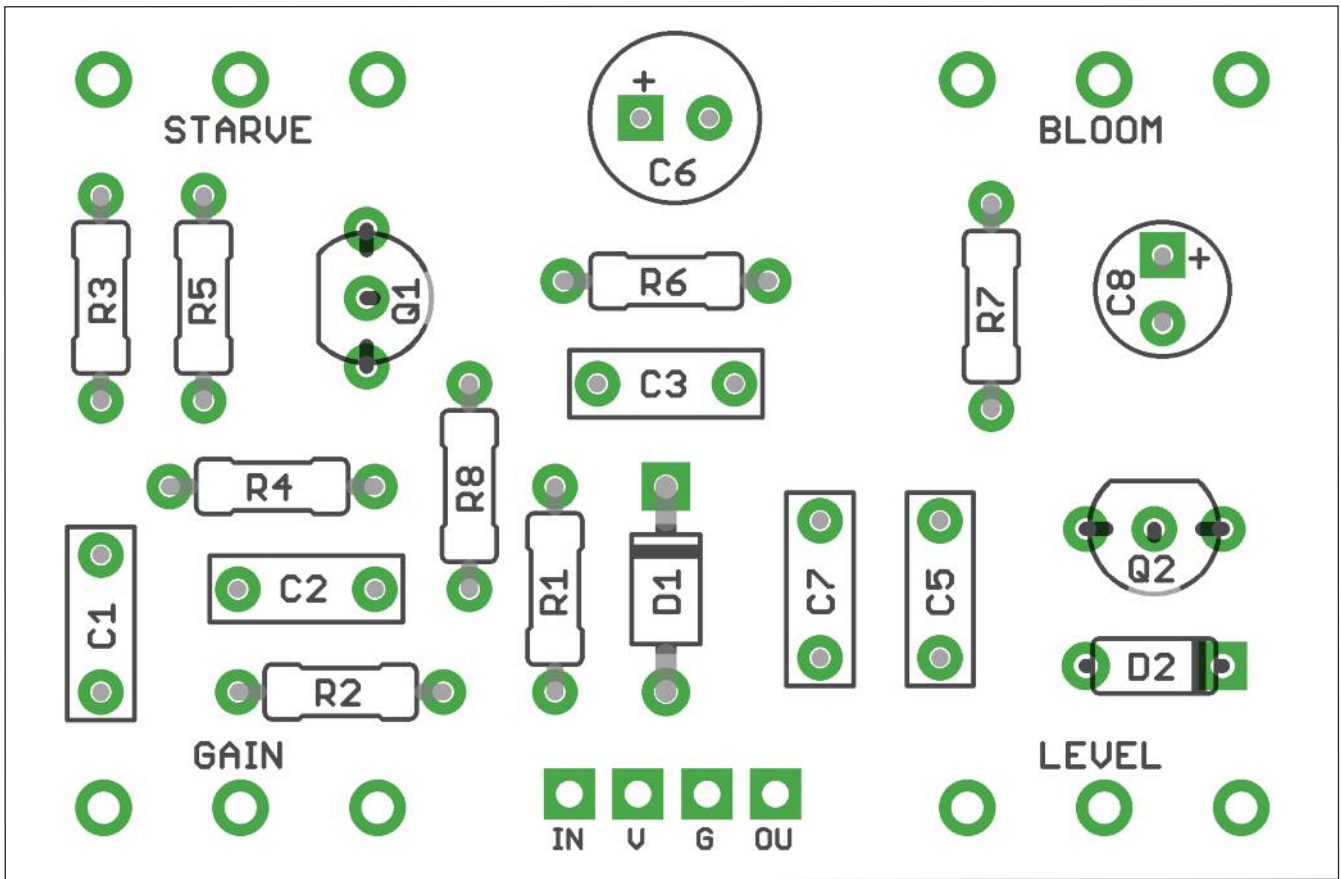 +
STARVE
BLOOM
C6
R3
R5
Q1
R6
R7
C8
+
C3
R4
R8
R1
D1
C7
C5
Q2
C1
C2
R2
D2
GAIN
LEVEL
IN V G OU